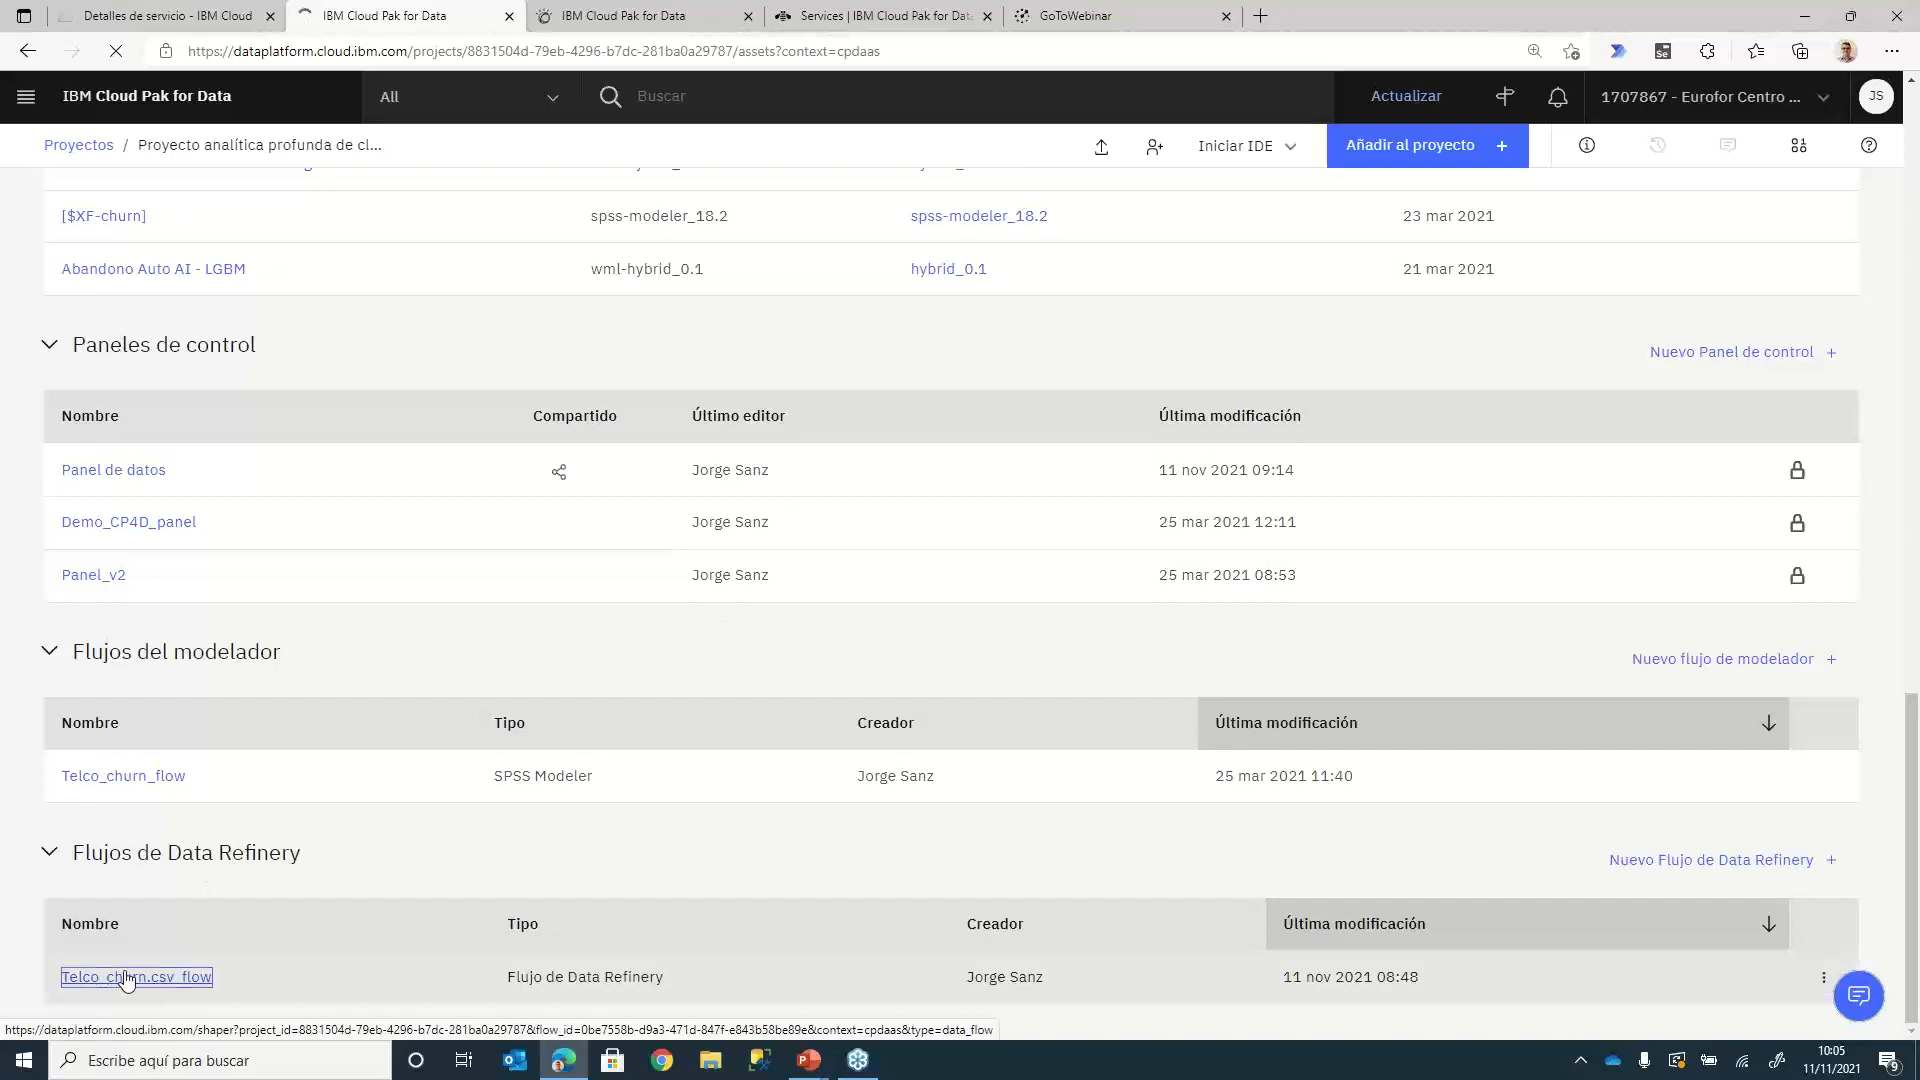 Detalles de servicio - IBM Cloud
IBM Cloud Pak for Data
IBM Cloud Pak for Data
Services | IBM Cloud Pak for Dat
GoToWebinar
https://dataplatform.cloud.ibm.com/projects/8831504d-79eb-4296-b7dc-281ba0a29787/assets?context=cpdaas
IBM Cloud Pak for Data
All
Buscar
Actualizar
1707867 - Eurofor Centro ...
JS
Proyectos / Proyecto analítica profunda de cl...
Iniciar IDE
Añadir al proyecto +
[$XF-churn] spss-modeler_18.2 spss-modeler_18.2 23 mar 2021
Abandono Auto AI - LGBM wml-hybrid_0.1 hybrid_0.1 21 mar 2021
Paneles de control
Nuevo Panel de control +
Nombre Compartido Último editor Última modificación
Panel de datos Jorge Sanz 11 nov 2021 09:14
Demo_CP4D_panel Jorge Sanz 25 mar 2021 12:11
Panel_v2 Jorge Sanz 25 mar 2021 08:53
Flujos del modelador
Nuevo flujo de modelador +
Nombre Tipo Creador Última modificación
Telco_churn_flow SPSS Modeler Jorge Sanz 25 mar 2021 11:40
Flujos de Data Refinery
Nuevo Flujo de Data Refinery +
Nombre Tipo Creador Última modificación
Telco_churn.csv_flow Flujo de Data Refinery Jorge Sanz 11 nov 2021 08:48
https://dataplatform.cloud.ibm.com/shaper?project_id=8831504d-79eb-4296-b7dc-281ba0a29787&flow_id=0be7558b-d9a3-471d-847f-e843b58be89e&context=cpdaas&type=data_flow
Escribe aquí para buscar
10:05
11/11/2021
9